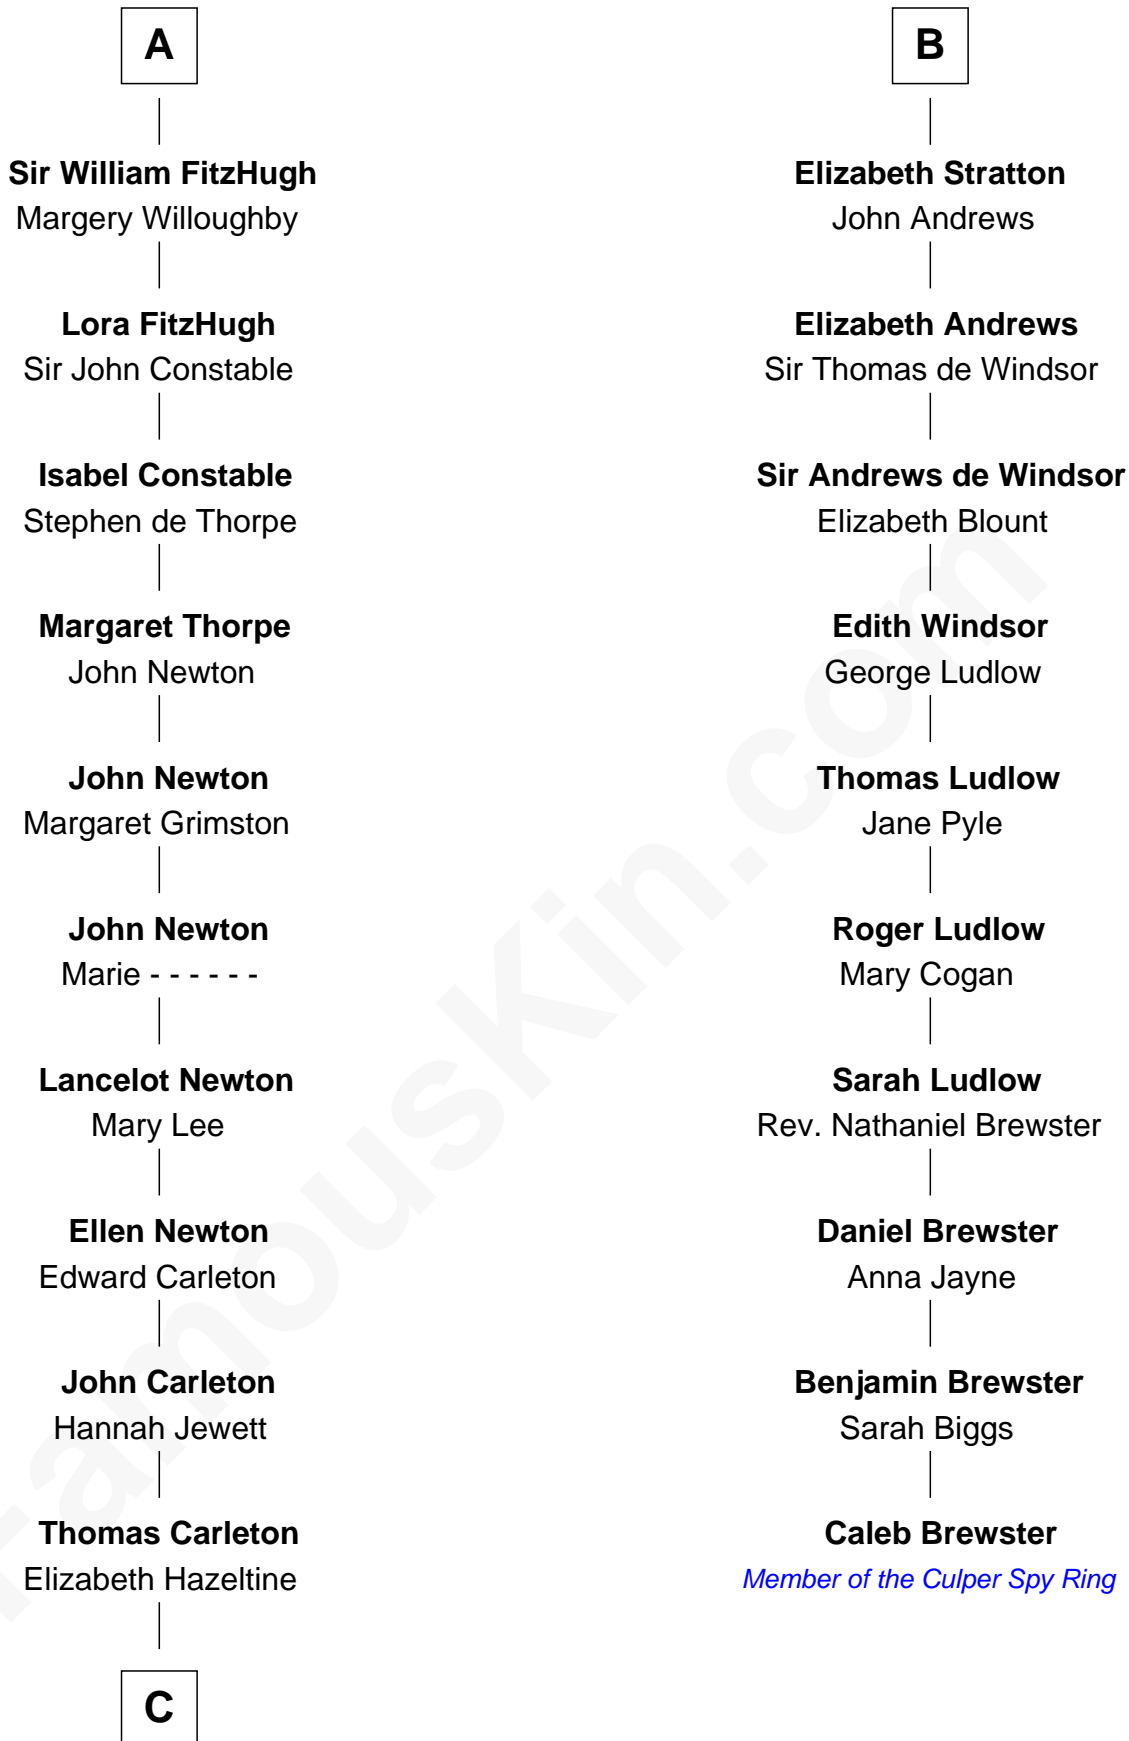 A
Sir William FitzHugh
Margery Willoughby
Lora FitzHugh
Sir John Constable
Isabel Constable
Stephen de Thorpe
Margaret Thorpe
John Newton
John Newton
Margaret Grimston
John Newton
Marie - - - - - -
Lancelot Newton
Mary Lee
Ellen Newton
Edward Carleton
John Carleton
Hannah Jewett
Thomas Carleton
Elizabeth Hazeltine
C
B
Elizabeth Stratton
John Andrews
Elizabeth Andrews
Sir Thomas de Windsor
Sir Andrews de Windsor
Elizabeth Blount
Edith Windsor
George Ludlow
Thomas Ludlow
Jane Pyle
Roger Ludlow
Mary Cogan
Sarah Ludlow
Rev. Nathaniel Brewster
Daniel Brewster
Anna Jayne
Benjamin Brewster
Sarah Biggs
Caleb Brewster
Member of the Culper Spy Ring
FamousKin.com